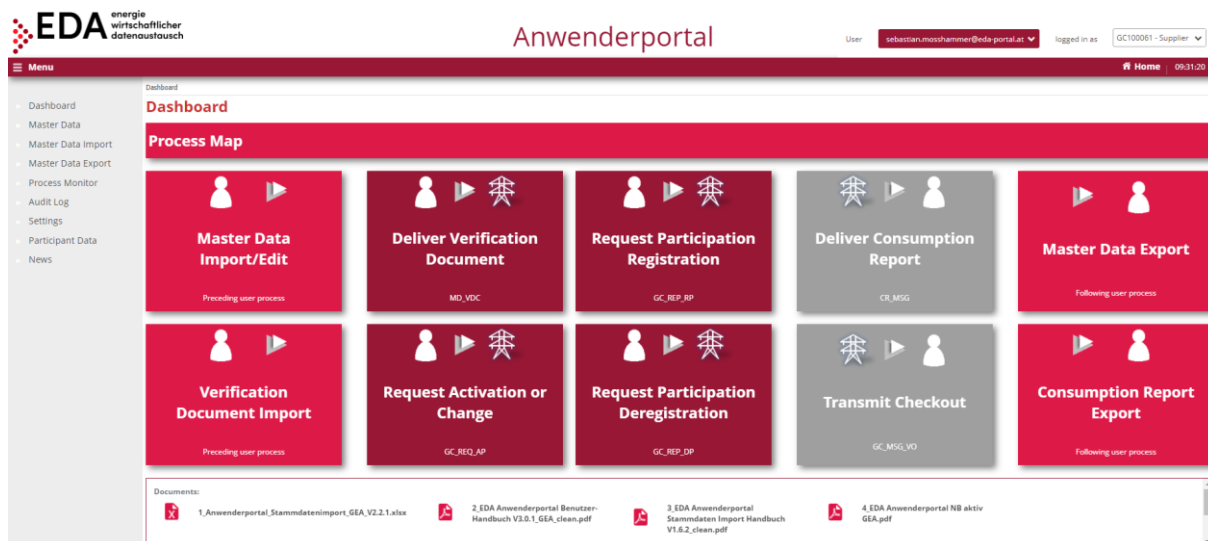 EDA energie
wirtschaftlicher
datenaustausch
Anwenderportal
User sebastian.mosshammer@eda-portal.at logged in as GC100061 - Supplier
Menu
Home 09:31:20
Dashboard
Master Data
Master Data Import
Master Data Export
Process Monitor
Audit Log
Settings
Participant Data
News
Dashboard
Dashboard
Process Map
Master Data
Import/Edit
Preceding user process
Deliver Verification
Document
MD_VDC
Request Participation
Registration
GC_REP_RP
Deliver Consumption
Report
CR_MSG
Master Data Export
Following user process
Verification
Document Import
Preceding user process
Request Activation or
Change
GC_REQ_AP
Request Participation
Deregistration
GC_REP_DP
Transmit Checkout
GC_MSG_VO
Consumption Report
Export
Following user process
Documents:
1_Anwenderportal_Stammdatenimport_GEA_V2.2.1.xlsx
2_EDA Anwenderportal Benutzer-
Handbuch V3.0.1_GEA_clean.pdf
3_EDA Anwenderportal
Stammdaten Import Handbuch
V1.6.2_clean.pdf
4_EDA Anwenderportal NB aktiv
GEA.pdf